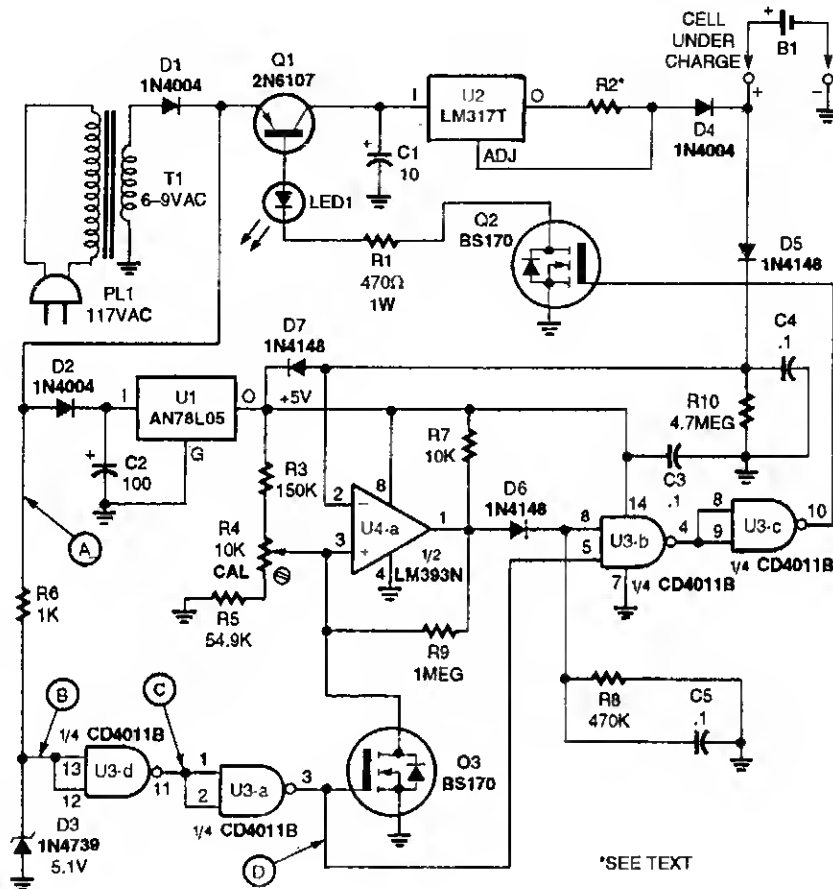 CELL
UNDER
CHARGE
+
B1
+
−
D1
1N4004
Q1
2N6107
I
U2
LM317T
O
ADJ
R2*
D4
1N4004
T1
6–9VAC
+
C1
10
LED1
Q2
BS170
R1
470Ω
1W
D5
1N4148
PL1
117VAC
D7
1N4148
C4
.1
D2
1N4004
I
U1
AN78L05
O
G
+5V
R7
10K
R10
4.7MEG
+
C2
100
R3
150K
8
2
−
U4-a
1
3
+
4
1/2
LM393N
D6
1N4148
C3
.1
14
8
5
U3-b
4
7
1/4 CD4011B
8
9
U3-c
10
1/4 CD4011B
A
R4
10K
CAL
R5
54.9K
R6
1K
R9
1MEG
R8
470K
C5
.1
B
C
1/4 CD4011B
13
12
U3-d
11
1
2
U3-a
3
1/4 CD4011B
Q3
BS170
D3
1N4739
5.1V
D
*SEE TEXT